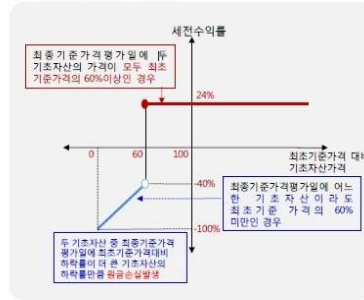 세전수익률
최종기준가격평가일에 두
기초자산의 가격이 모두 최초
기준가격의 60%이상인 경우
24%
0
60
100
최초기준가격 대비
기초자산가격
-40%
최종기준가격평가일에 어느
한 기초자산이라도
최초기준 가격의 60%
미만인 경우
-100%
두 기초자산 중 최종기준가격
평가일에 최초기준가격대비
하락률이 더 큰 기초자산의
하락률만큼 원금손실발생